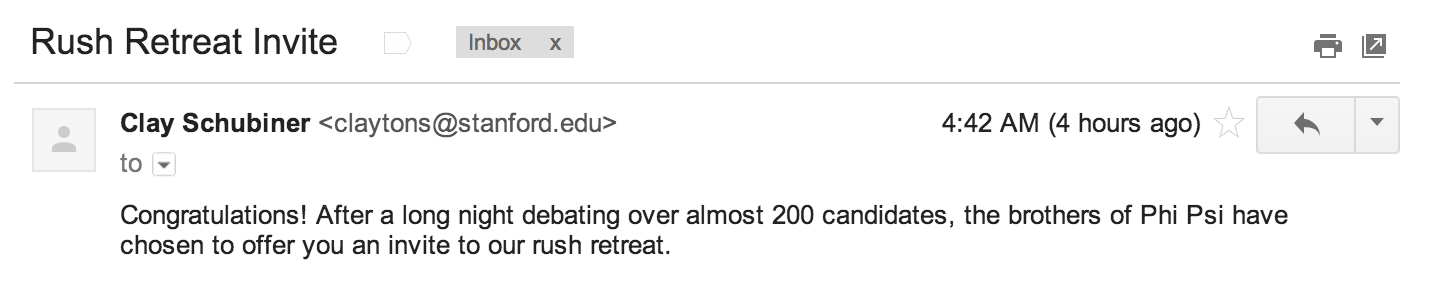 Rush Retreat Invite Inbox x
Clay Schubiner <claytons@stanford.edu> 4:42 AM (4 hours ago)
to
Congratulations! After a long night debating over almost 200 candidates, the brothers of Phi Psi have
chosen to offer you an invite to our rush retreat.